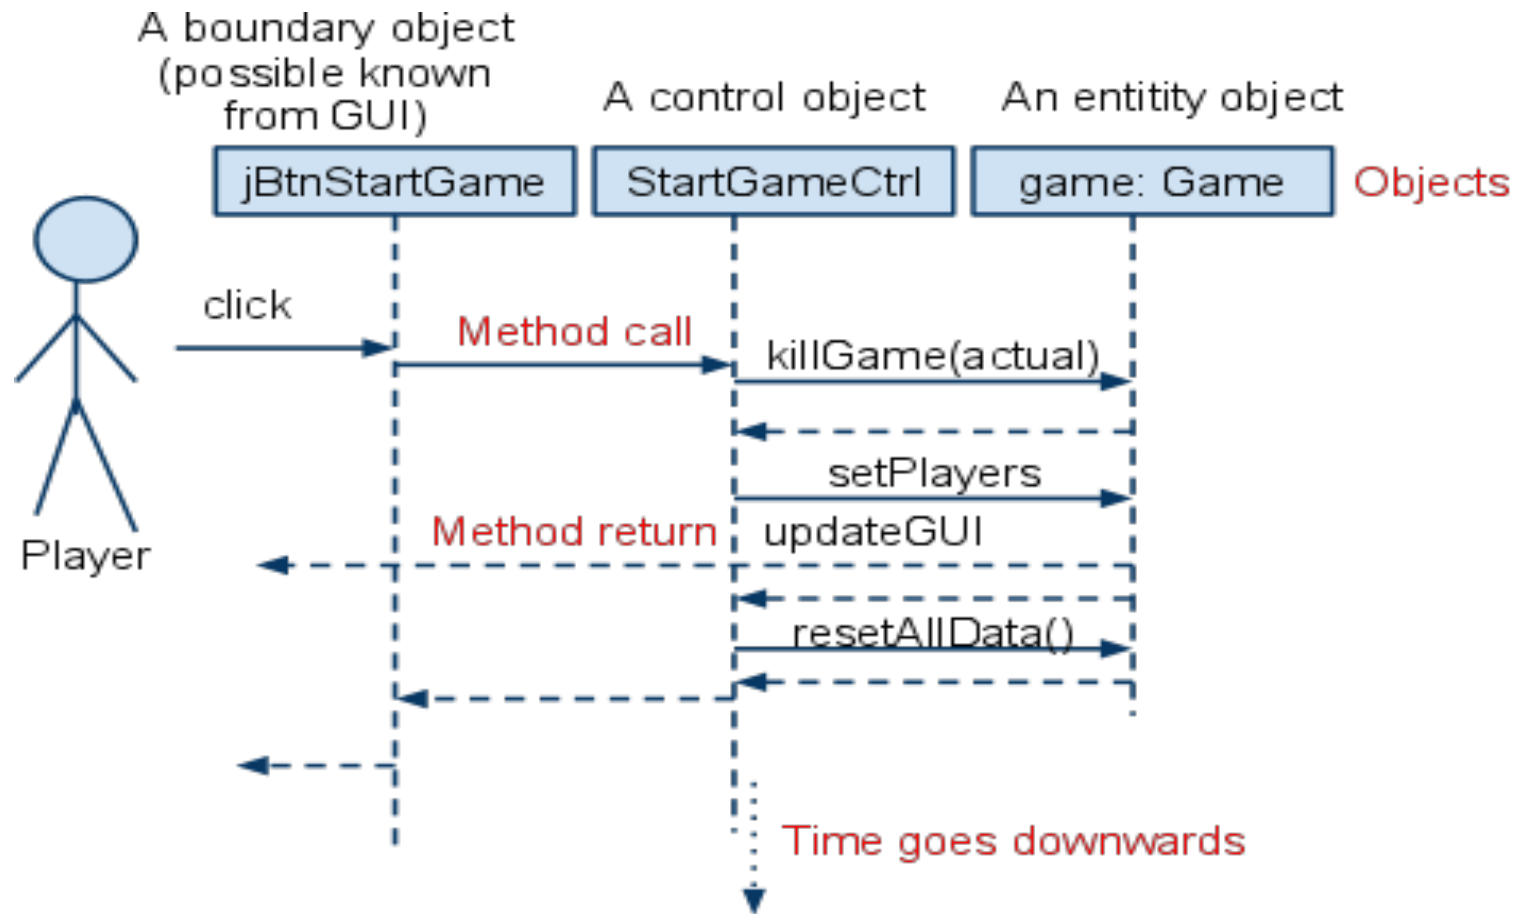 A boundary object
(possible known
from GUI)
A control object
An entitity object
jBtnStartGame
StartGameCtrl
game: Game
Objects
click
Method call
killGame(actual)
setPlayers
Method return
updateGUI
Player
resetAllData()
Time goes downwards